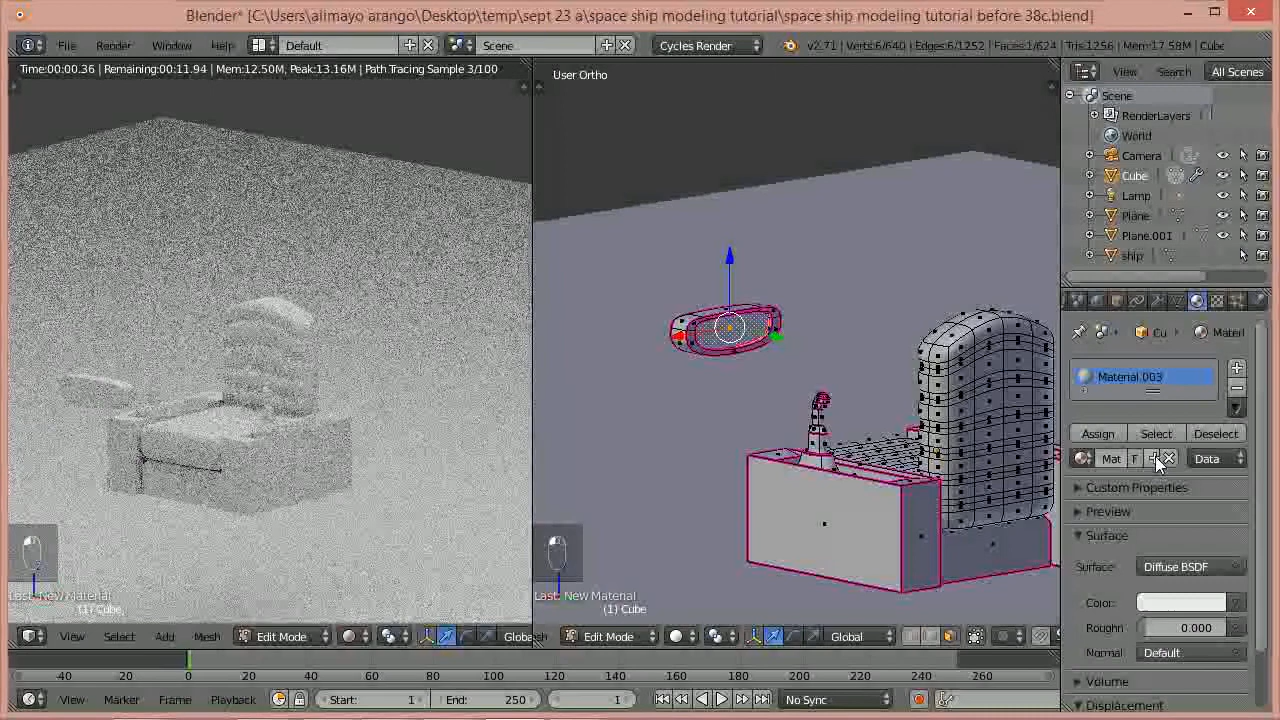 Blender* [C:\Users\alimayo arango\Desktop\temp\sept 23 a\space ship modeling tutorial\space ship modeling tutorial before 38c.blend]
File Render Window Help Default Scene Cycles Render v2.71 | Verts:6/640 | Edges:6/1252 | Faces:1/624 | Tris:1256 | Mem:17.58M | Cube
Time:00:00.36 | Remaining:00:11.94 | Mem:12.50M, Peak:13.16M | Path Tracing Sample 3/100
User Ortho
View Search All Scenes
Scene
RenderLayers
World
Camera
Cube
Lamp
Plane
Plane.001
ship
Cu Materi
Material.003
Assign Select Deselect
Mat F Data
Custom Properties
Preview
Surface
Surface: Diffuse BSDF
Color:
Roughn 0.000
Normal Default
Volume
Displacement
Last: New Material
(1) Cube
Last: New Material
(1) Cube
View Select Add Mesh Edit Mode Globa
Edit Mode Global
-40 -20 0 20 40 60 80 100 120 140 160 180 200 220 240 260
View Marker Frame Playback Start: 1 End: 250 -1 No Sync